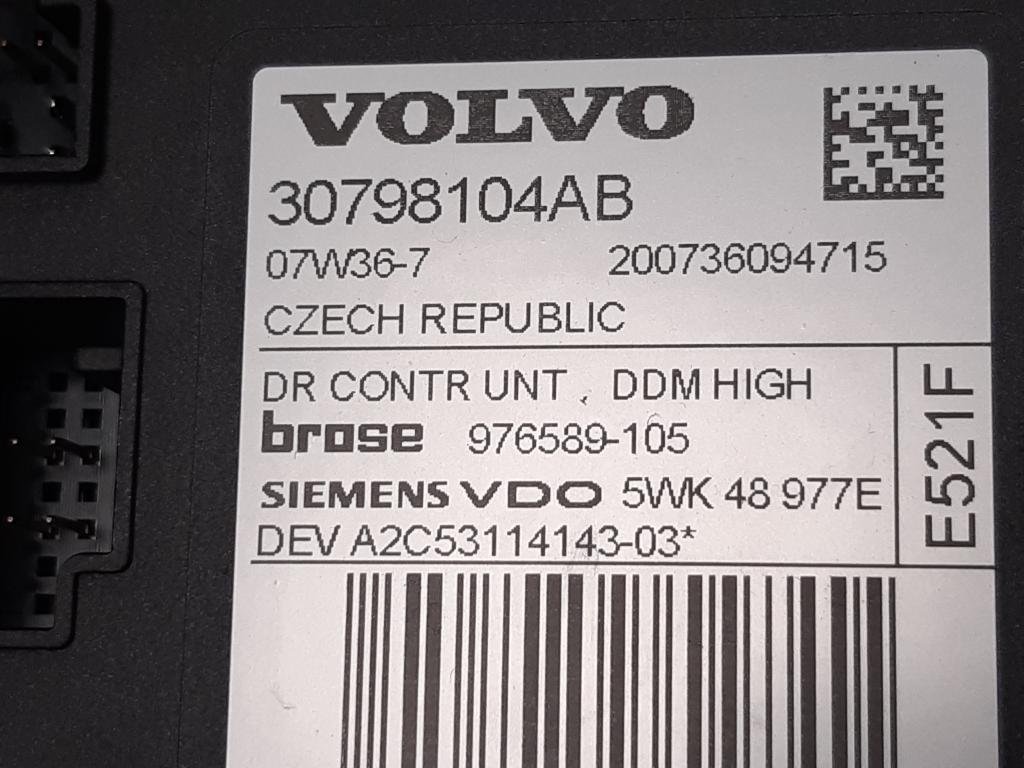 VOLVO
30798104AB
07W36-7 200736094715
CZECH REPUBLIC
DR CONTR UNT , DDM HIGH
brose 976589-105
SIEMENS VDO 5WK 48 977E
DEV A2C53114143-03*
E521F